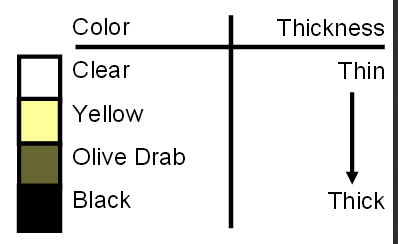 Color Thickness
Clear Thin
Yellow
Olive Drab
Black Thick